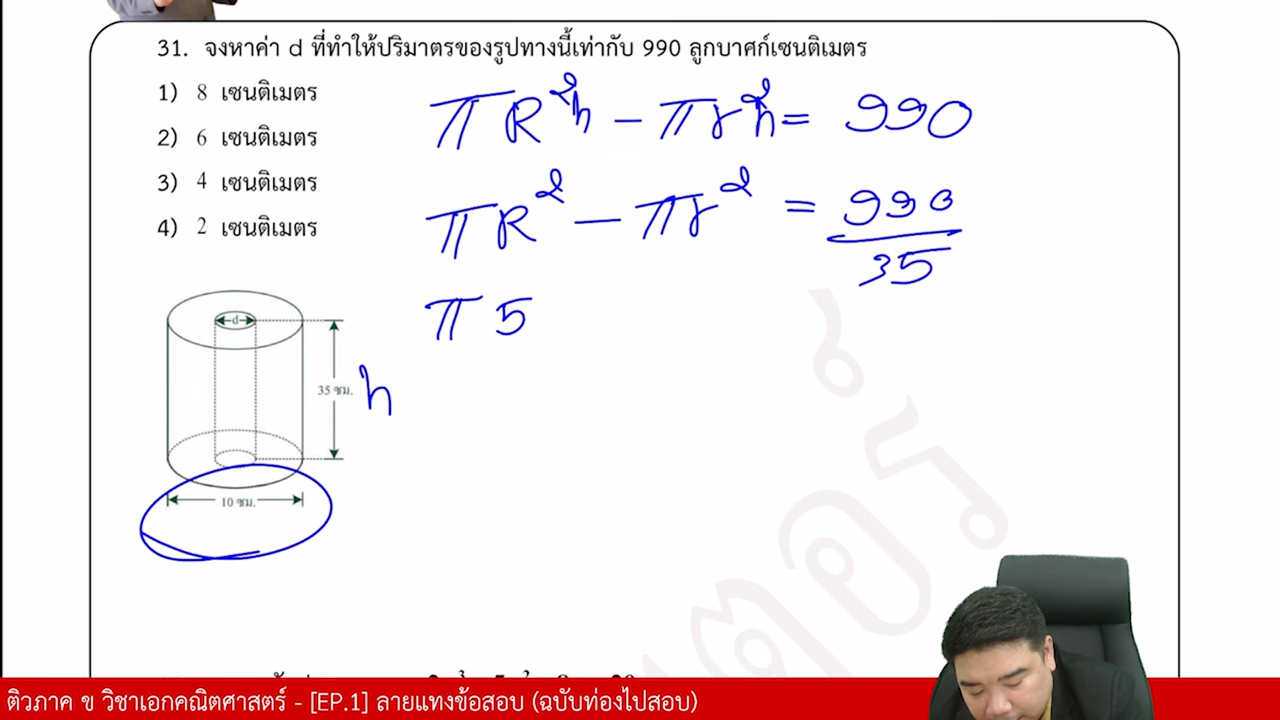 31. จงหาค่า d ที่ทำให้ปริมาตรของรูปทางนี้เท่ากับ 990 ลูกบาศก์เซนติเมตร
1) 8 เซนติเมตร
2) 6 เซนติเมตร
3) 4 เซนติเมตร
4) 2 เซนติเมตร
πR²h − πr²h = 990
πR² − πr² = 990/35
π5
d
35 ซม.
h
10 ซม.
ติวภาค ข วิชาเอกคณิตศาสตร์ - [EP.1] ลายแทงข้อสอบ (ฉบับท่องไปสอบ)